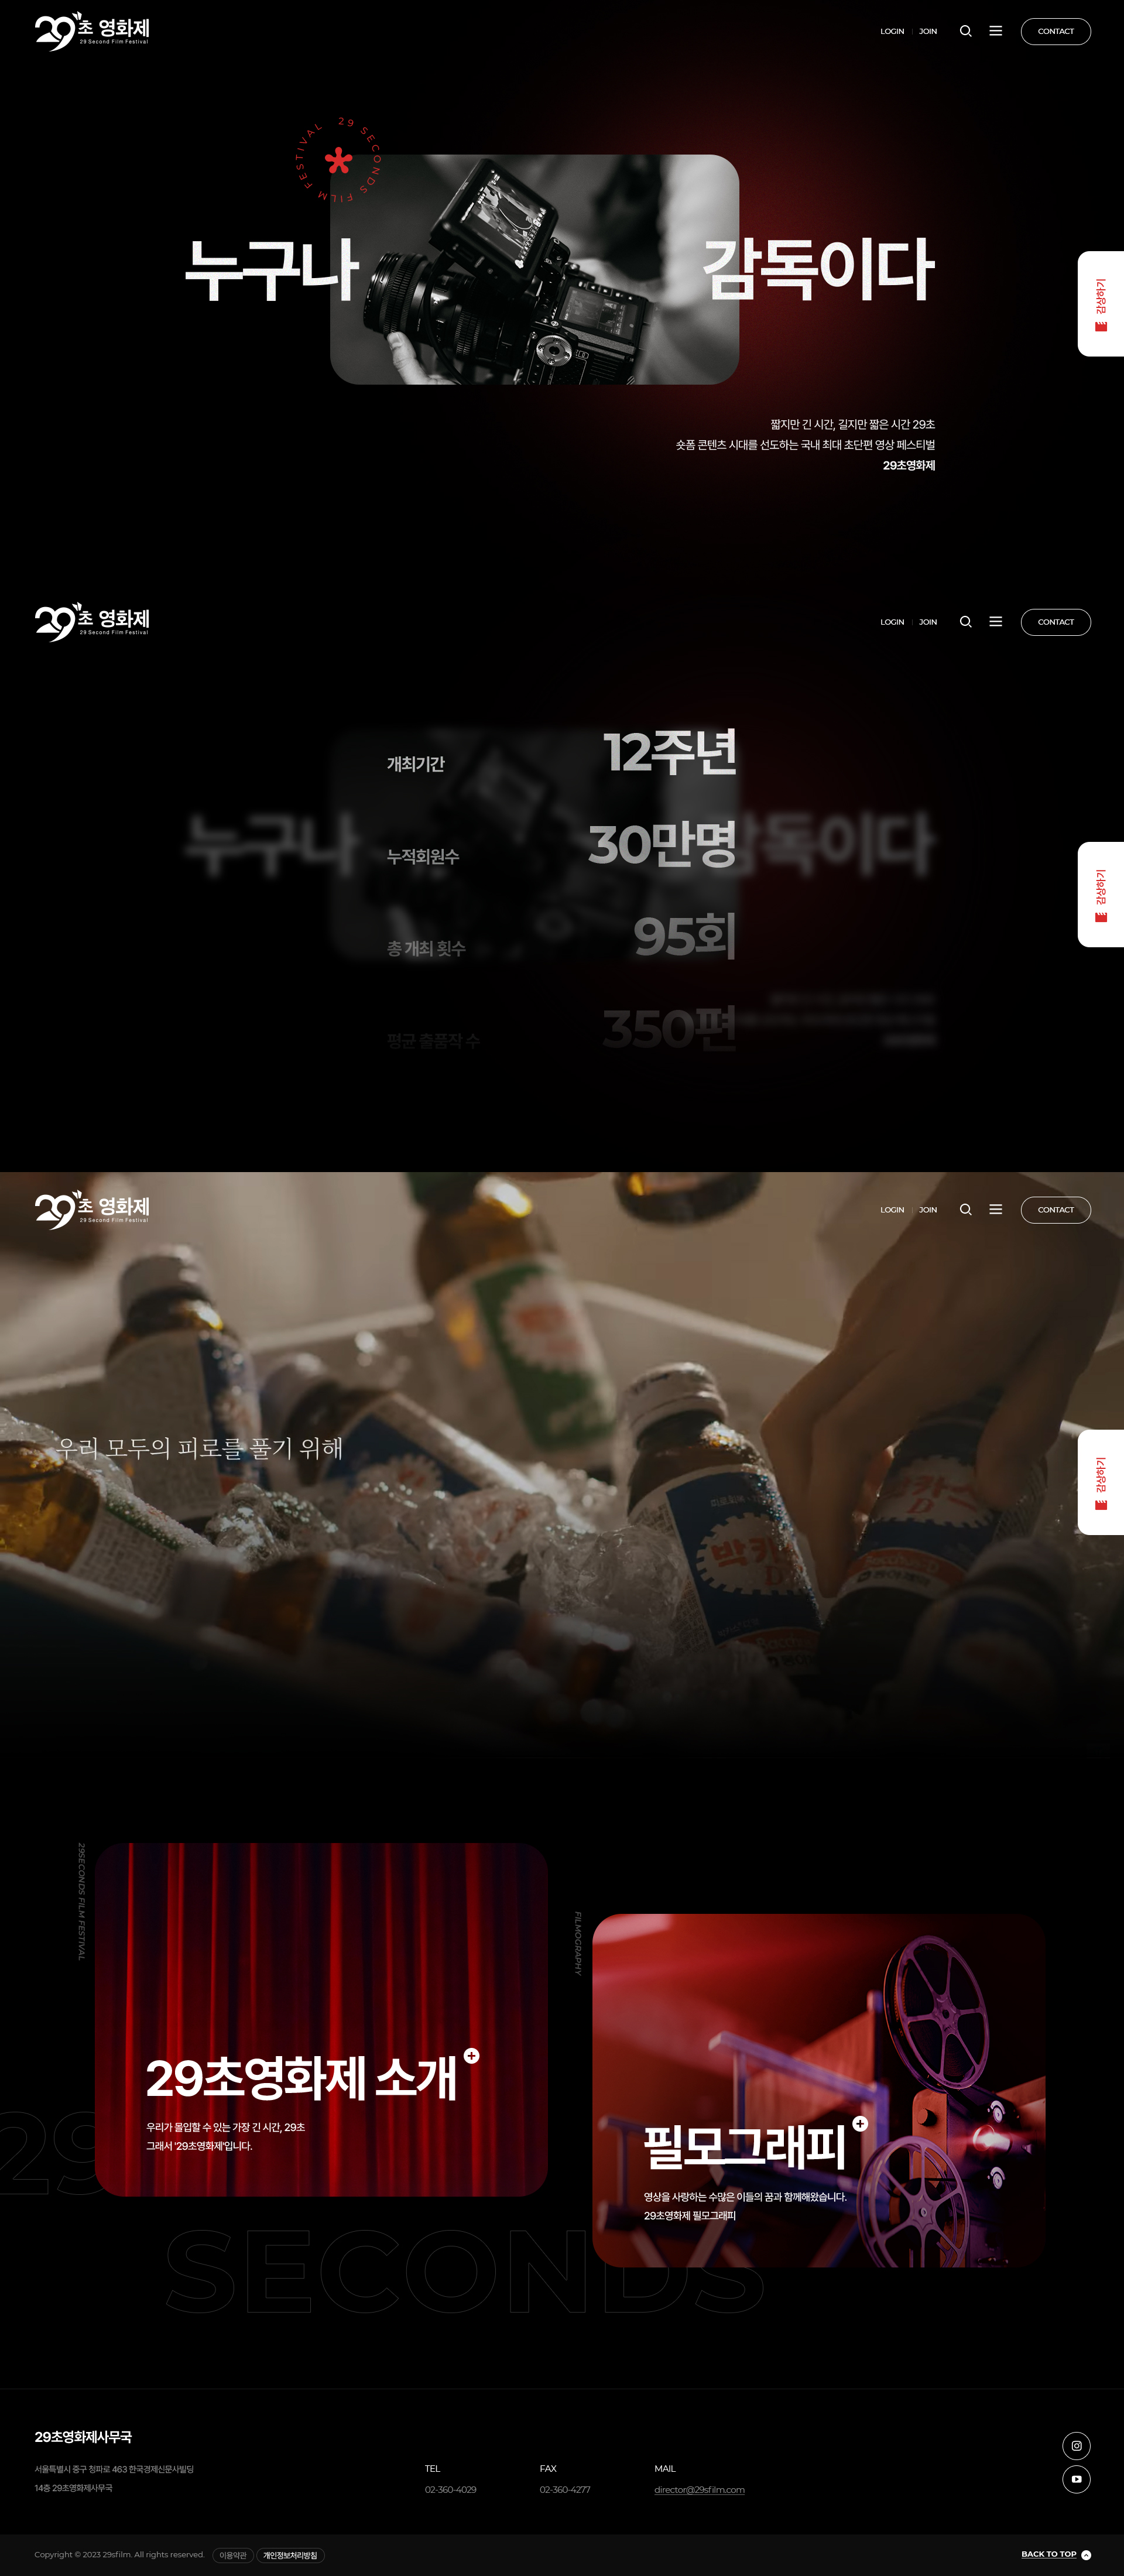 29초 영화제
29 Second Film Festival
LOGIN
JOIN
CONTACT
29 SECONDS FILM FESTIVAL
누구나
감독이다
감상하기
짧지만 긴 시간, 길지만 짧은 시간 29초
숏폼 콘텐츠 시대를 선도하는 국내 최대 초단편 영상 페스티벌
29초영화제
29초 영화제
29 Second Film Festival
LOGIN
JOIN
CONTACT
개최기간
12주년
누구나
감독이다
누적회원수
30만명
감상하기
총 개최 횟수
95회
평균 출품작 수
350편
29초 영화제
29 Second Film Festival
LOGIN
JOIN
CONTACT
우리 모두의 피로를 풀기 위해
감상하기
박카스
29SECONDS FILM FESTIVAL
FILMOGRAPHY
29초영화제 소개
우리가 몰입할 수 있는 가장 긴 시간, 29초
그래서 '29초영화제'입니다.
필모그래피
영상을 사랑하는 수많은 이들의 꿈과 함께해왔습니다.
29초영화제 필모그래피
29
SECONDS
29초영화제사무국
서울특별시 중구 청파로 463 한국경제신문사빌딩
14층 29초영화제사무국
TEL
02-360-4029
FAX
02-360-4277
MAIL
director@29sfilm.com
Copyright © 2023 29sfilm. All rights reserved.
이용약관
개인정보처리방침
BACK TO TOP